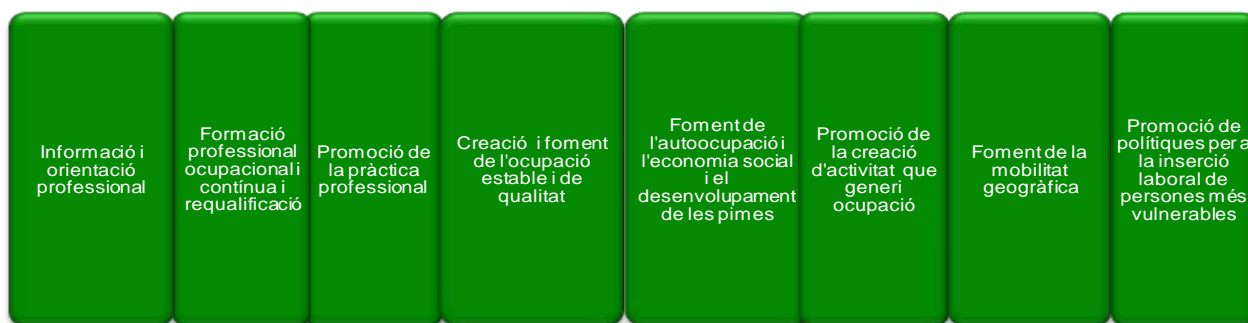 Informació i
orientació
professional
Formació
professional
ocupacional i
contínua i
requalificació
Promoció de
la pràctica
professional
Creació i foment
de l'ocupació
estable i de
qualitat
Foment de
l'autoocupació i
l'economia social
i el
desenvolupament
de les pimes
Promoció de
la creació
d'activitat que
generi
ocupació
Foment de la
mobilitat
geogràfica
Promoció de
polítiques per a
la inserció
laboral de
persones més
vulnerables